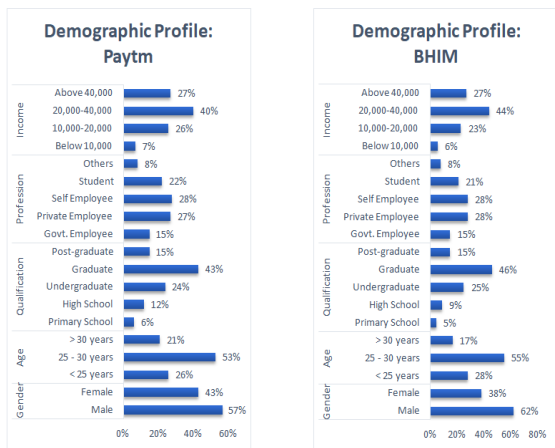 Demographic Profile:
Paytm
Income
Above 40,000 27%
20,000-40,000 40%
10,000-20,000 26%
Below 10,000 7%
Profession
Others 8%
Student 22%
Self Employee 28%
Private Employee 27%
Govt. Employee 15%
Qualification
Post-graduate 15%
Graduate 43%
Undergraduate 24%
High School 12%
Primary School 6%
Age
> 30 years 21%
25 - 30 years 53%
< 25 years 26%
Gender
Female 43%
Male 57%
0% 20% 40% 60%
Demographic Profile:
BHIM
Income
Above 40,000 27%
20,000-40,000 44%
10,000-20,000 23%
Below 10,000 6%
Profession
Others 8%
Student 21%
Self Employee 28%
Private Employee 28%
Govt. Employee 15%
Qualification
Post-graduate 15%
Graduate 46%
Undergraduate 25%
High School 9%
Primary School 5%
Age
> 30 years 17%
25 - 30 years 55%
< 25 years 28%
Gender
Female 38%
Male 62%
0% 20% 40% 60% 80%